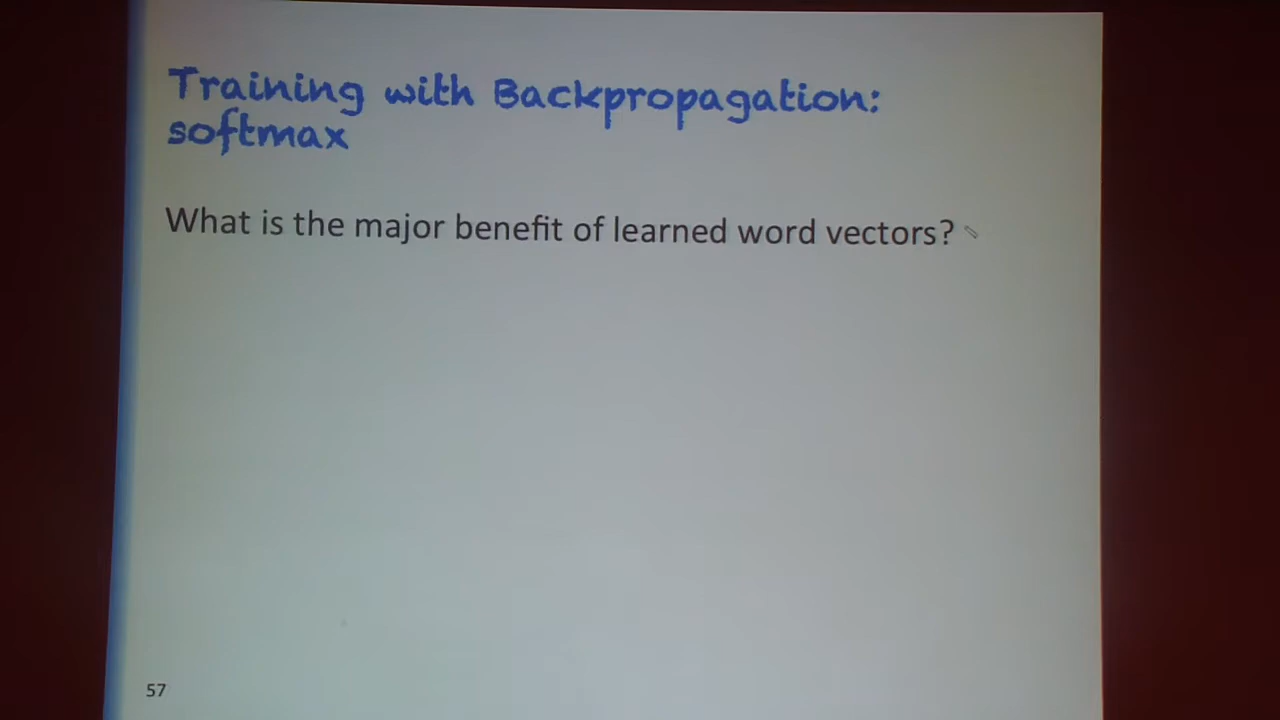 Training with Backpropagation:
softmax
What is the major benefit of learned word vectors?
57